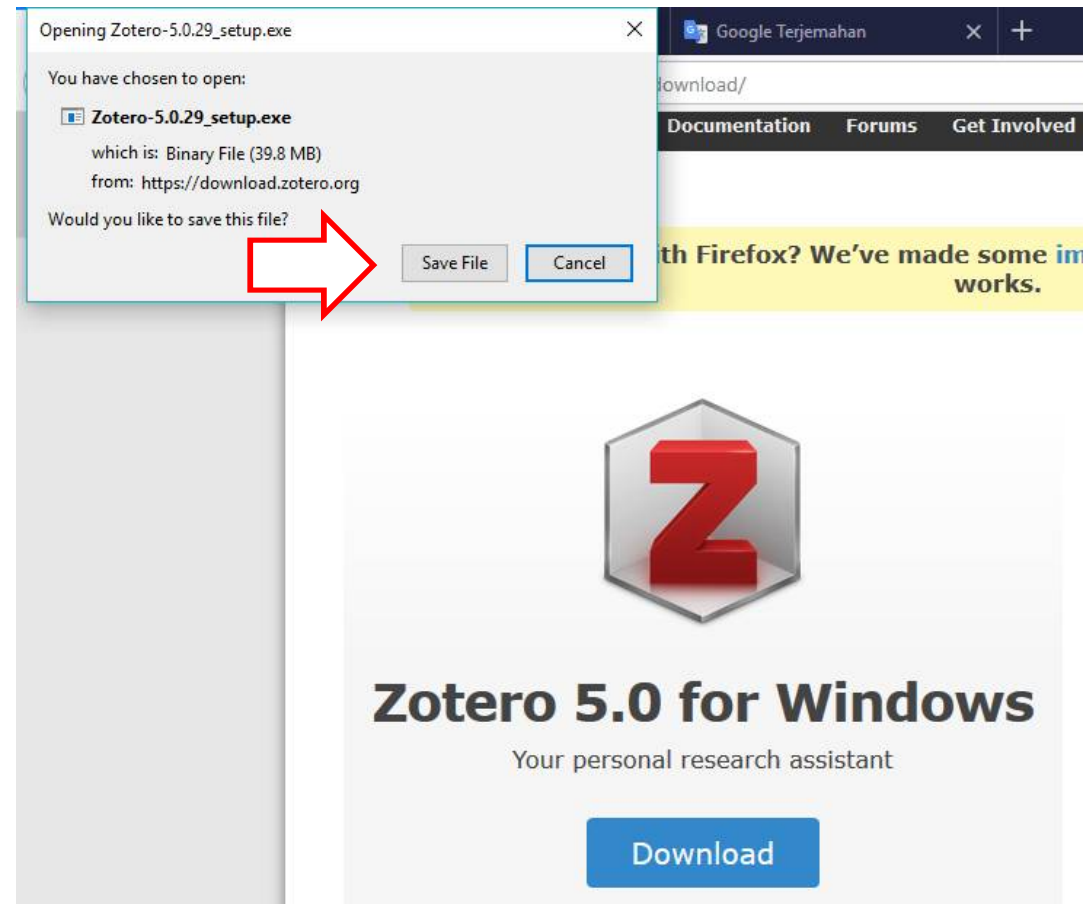 Opening Zotero-5.0.29_setup.exe
Google Terjemahan
You have chosen to open:
Zotero-5.0.29_setup.exe
which is: Binary File (39.8 MB)
from: https://download.zotero.org
Would you like to save this file?
Save File Cancel
download/
Documentation Forums Get Involved
th Firefox? We've made some im
works.
Z
Zotero 5.0 for Windows
Your personal research assistant
Download